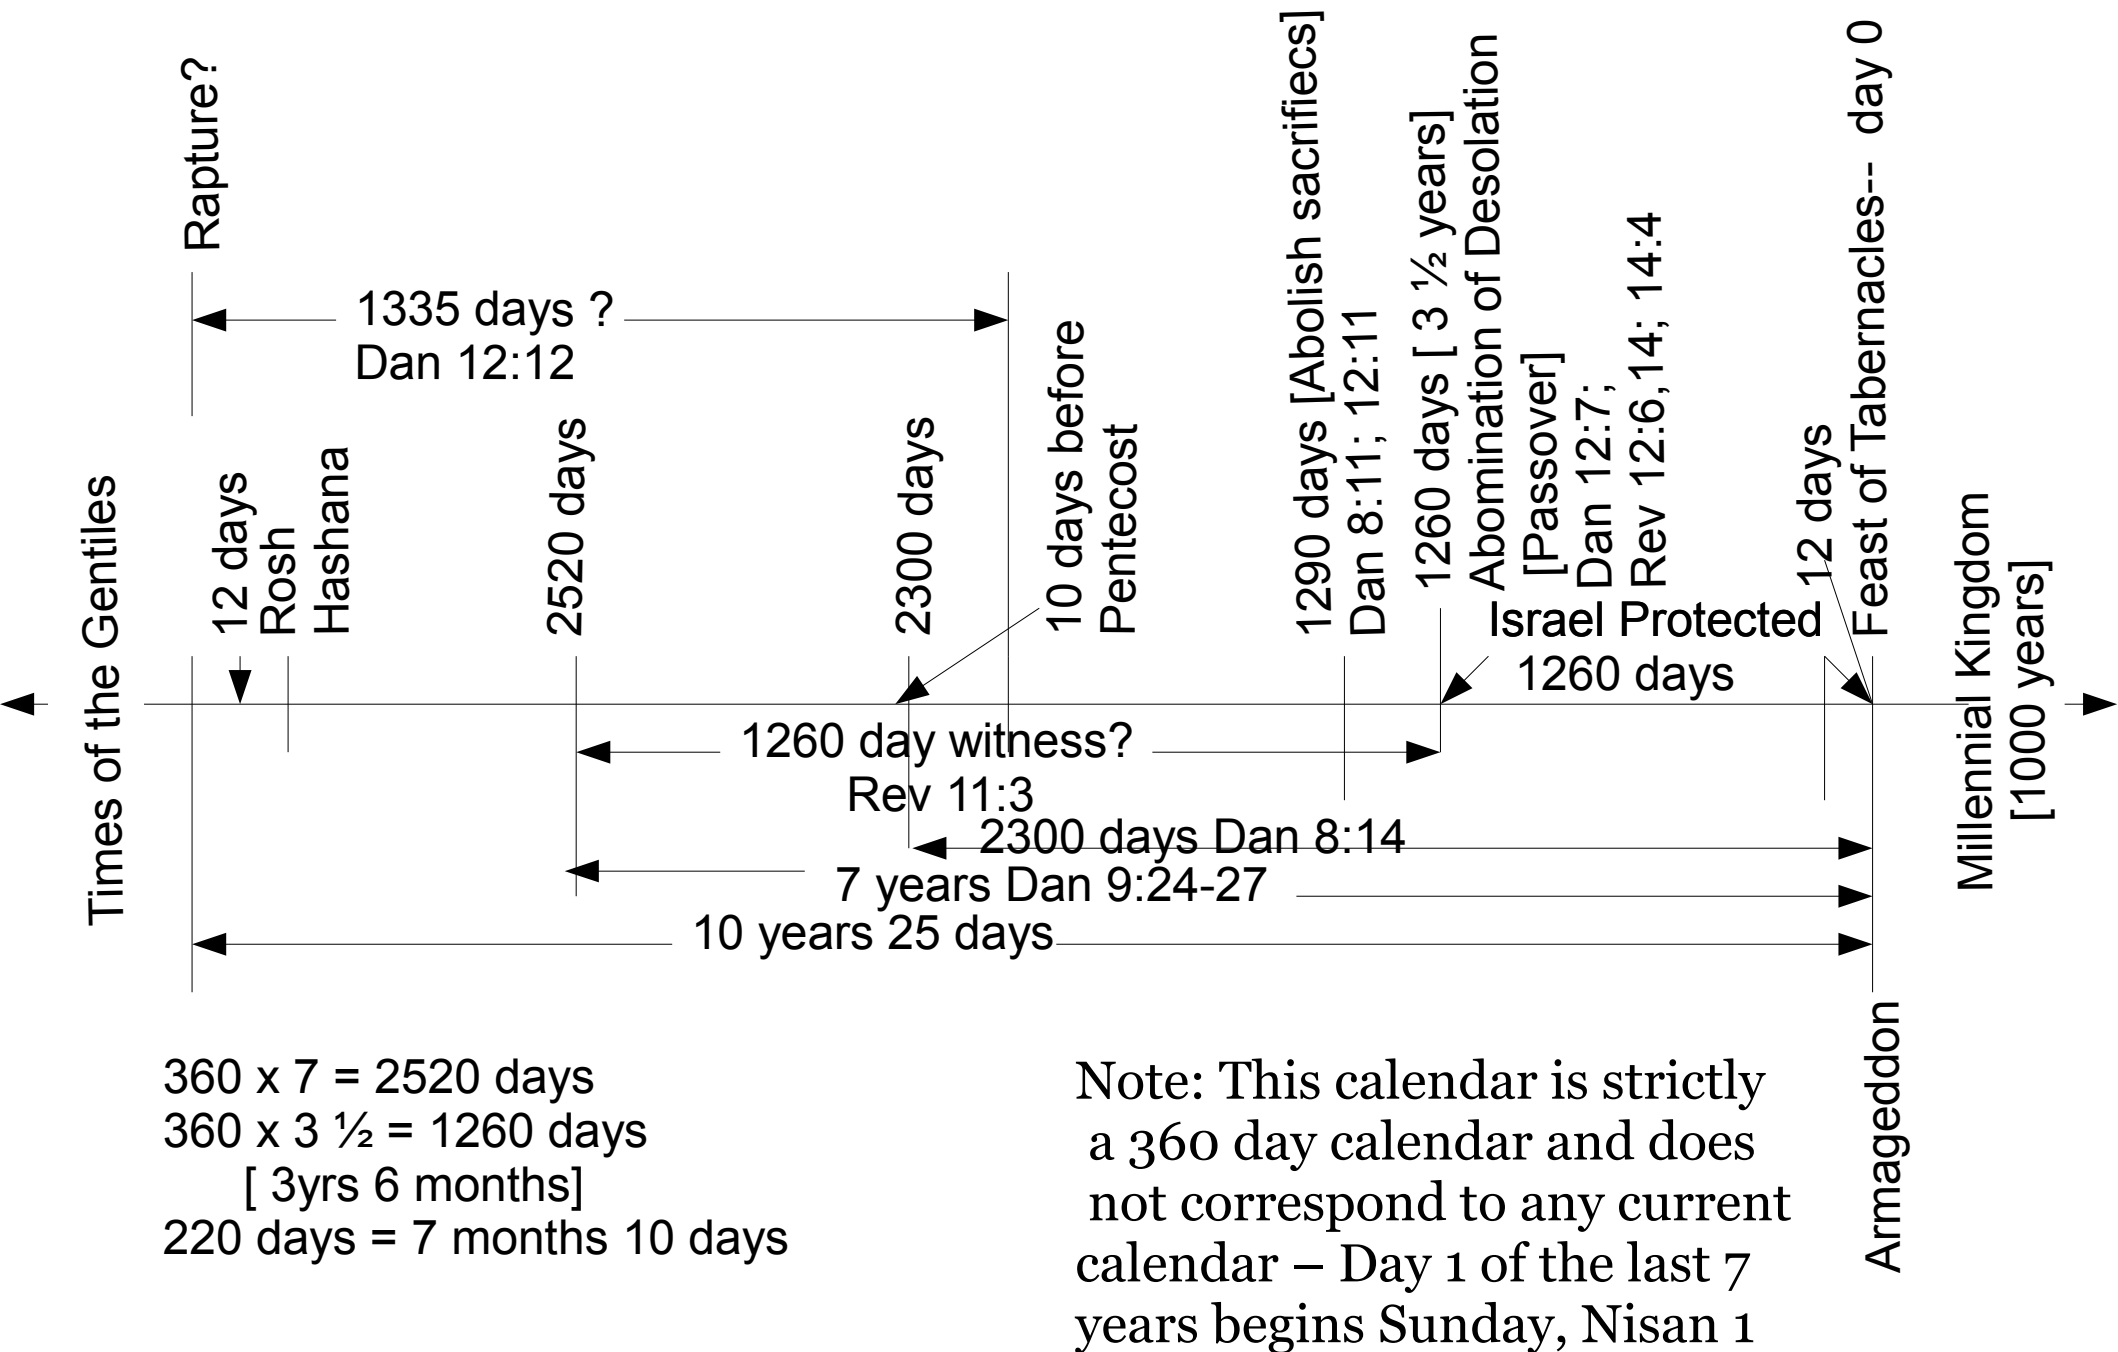 Rapture?
1335 days ?
Dan 12:12
Times of the Gentiles
12 days
Rosh
Hashana
2520 days
2300 days
10 days before
Pentecost
1290 days [Abolish sacrifiecs]
Dan 8:11; 12:11
1260 days [ 3 ½ years]
Abomination of Desolation
[Passover]
Dan 12:7;
Rev 12:6,14; 14:4
Israel Protected
1260 days
12 days
Feast of Tabernacles-- day 0
Millennial Kingdom
[1000 years]
1260 day witness?
Rev 11:3
2300 days Dan 8:14
7 years Dan 9:24-27
10 years 25 days
Armageddon
360 x 7 = 2520 days
360 x 3 ½ = 1260 days
[ 3yrs 6 months]
220 days = 7 months 10 days
Note: This calendar is strictly
a 360 day calendar and does
not correspond to any current
calendar – Day 1 of the last 7
years begins Sunday, Nisan 1